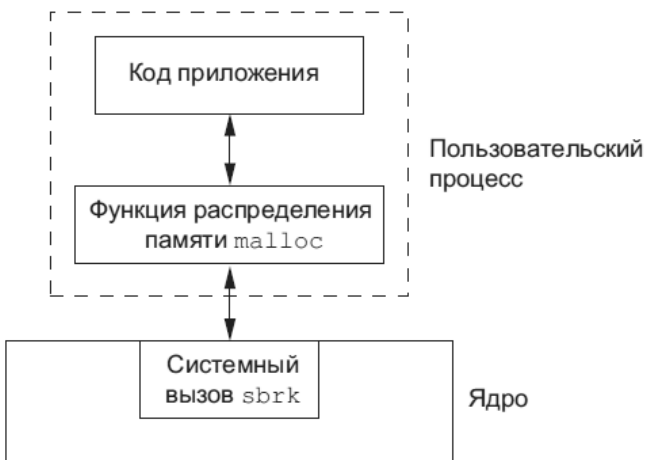 Код приложения
Пользовательский
процесс
Функция распределения
памяти malloc
Системный
вызов sbrk
Ядро